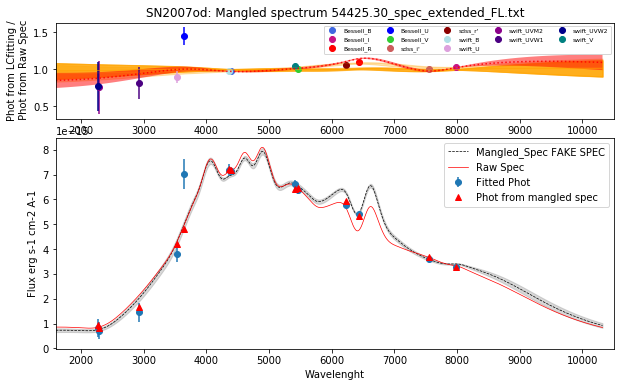 SN2007od: Mangled spectrum 54425.30_spec_extended_FL.txt
Phot from LCfitting /
Phot from Raw Spec
1.5
1.0
0.5
Bessell_B
Bessell_I
Bessell_R
Bessell_U
Bessell_V
sdss_i'
sdss_r'
swift_B
swift_U
swift_UVM2
swift_UVW1
swift_UVW2
swift_V
2000 3000 4000 5000 6000 7000 8000 9000 10000
Flux erg s-1 cm-2 A-1
8
7
6
5
4
3
2
1
0
Mangled_Spec FAKE SPEC
Raw Spec
Fitted Phot
Phot from mangled spec
2000 3000 4000 5000 6000 7000 8000 9000 10000
Wavelenght